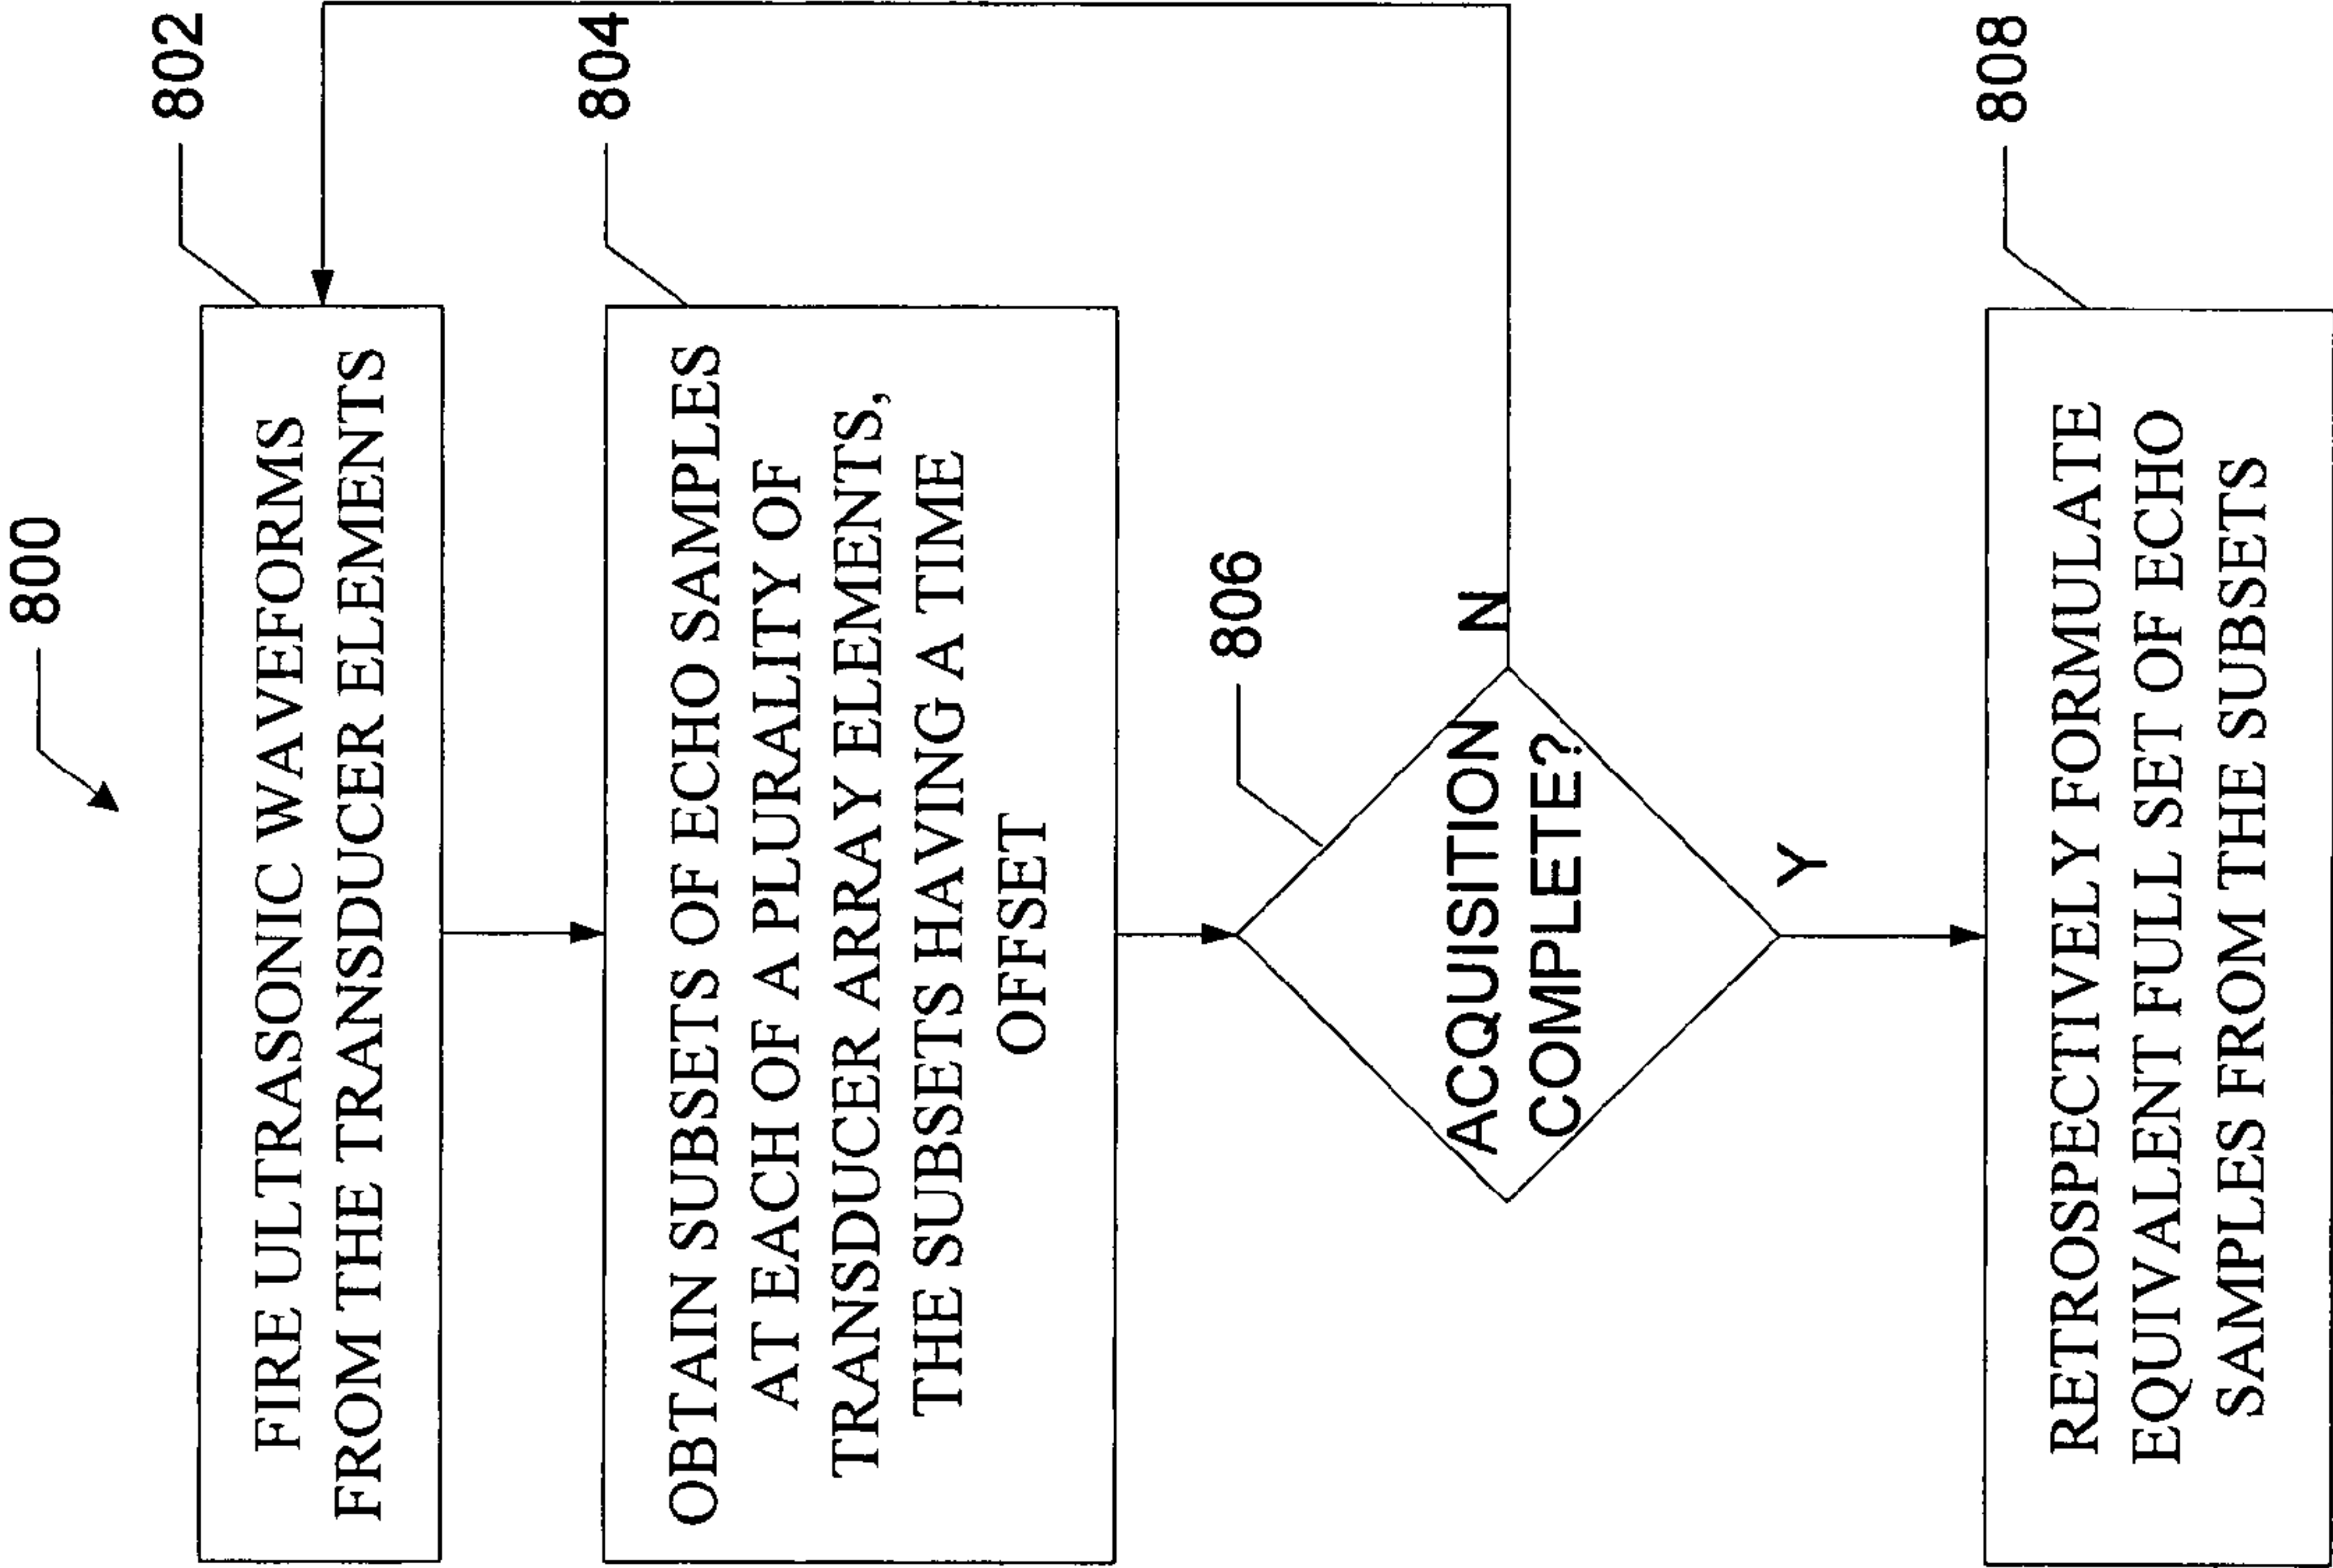 800
802
FIRE ULTRASONIC WAVEFORMS
FROM THE TRANSDUCER ELEMENTS
804
OBTAIN SUBSETS OF ECHO SAMPLES
AT EACH OF A PLURALITY OF
TRANSDUCER ARRAY ELEMENTS,
THE SUBSETS HAVING A TIME
OFFSET
806
ACQUISITION
COMPLETE?
N
Y
808
RETROSPECTIVELY FORMULATE
EQUIVALENT FULL SET OF ECHO
SAMPLES FROM THE SUBSETS